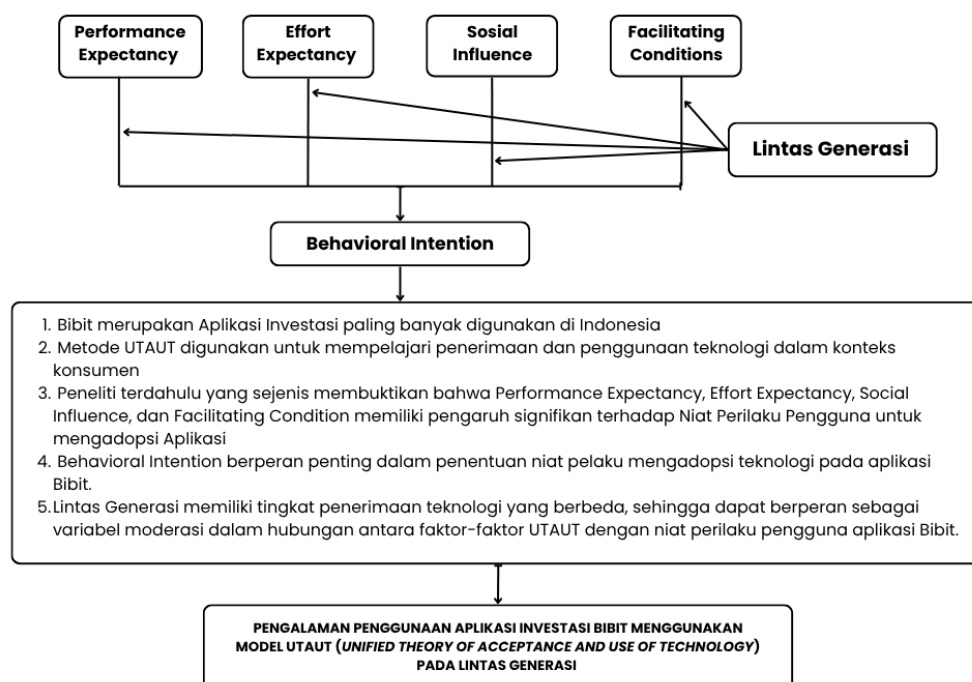 Performance
Expectancy
Effort
Expectancy
Sosial
Influence
Facilitating
Conditions
Lintas Generasi
Behavioral Intention
1. Bibit merupakan Aplikasi Investasi paling banyak digunakan di Indonesia
2. Metode UTAUT digunakan untuk mempelajari penerimaan dan penggunaan teknologi dalam konteks
konsumen
3. Peneliti terdahulu yang sejenis membuktikan bahwa Performance Expectancy, Effort Expectancy, Social
Influence, dan Facilitating Condition memiliki pengaruh signifikan terhadap Niat Perilaku Pengguna untuk
mengadopsi Aplikasi
4. Behavioral Intention berperan penting dalam penentuan niat pelaku mengadopsi teknologi pada aplikasi
Bibit.
5. Lintas Generasi memiliki tingkat penerimaan teknologi yang berbeda, sehingga dapat berperan sebagai
variabel moderasi dalam hubungan antara faktor-faktor UTAUT dengan niat perilaku pengguna aplikasi Bibit.
PENGALAMAN PENGGUNAAN APLIKASI INVESTASI BIBIT MENGGUNAKAN
MODEL UTAUT (UNIFIED THEORY OF ACCEPTANCE AND USE OF TECHNOLOGY)
PADA LINTAS GENERASI